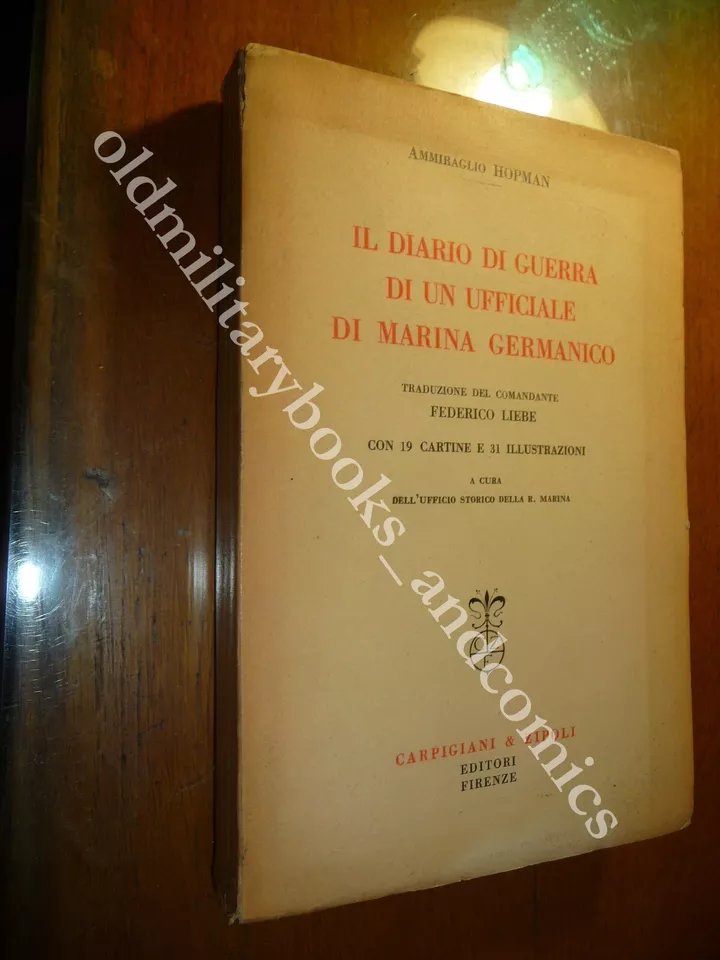 AMMIRAGLIO HOPMAN
IL DIARIO DI GUERRA
DI UN UFFICIALE
DI MARINA GERMANICO
TRADUZIONE DEL COMANDANTE
FEDERICO LIEBE
CON 19 CARTINE E 31 ILLUSTRAZIONI
A CURA
DELL'UFFICIO STORICO DELLA R. MARINA
CARPIGIANI & ZIPOLI
EDITORI
FIRENZE
oldmilitarybooks_andcomics